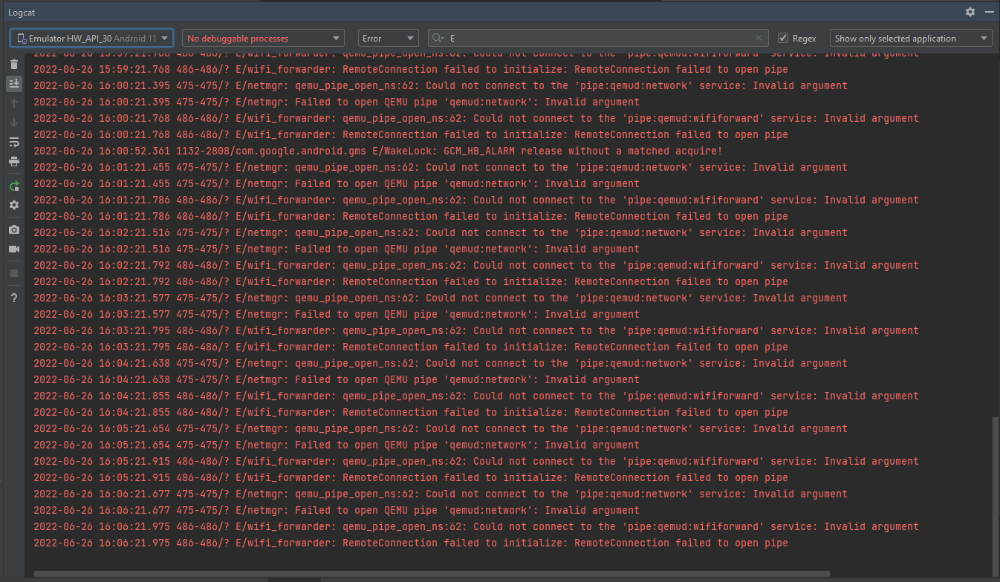 Logcat
Emulator HW_API_30 Android 11
No debuggable processes
Error
E
Regex
Show only selected application
2022-06-26 15:59:21.768 486-486/? E/wifi_forwarder: qemu_pipe_open_ns:62: Could not connect to the 'pipe:qemud:wififorward' service: Invalid argument
2022-06-26 15:59:21.768 486-486/? E/wifi_forwarder: RemoteConnection failed to initialize: RemoteConnection failed to open pipe
2022-06-26 16:00:21.395 475-475/? E/netmgr: qemu_pipe_open_ns:62: Could not connect to the 'pipe:qemud:network' service: Invalid argument
2022-06-26 16:00:21.395 475-475/? E/netmgr: Failed to open QEMU pipe 'qemud:network': Invalid argument
2022-06-26 16:00:21.768 486-486/? E/wifi_forwarder: qemu_pipe_open_ns:62: Could not connect to the 'pipe:qemud:wififorward' service: Invalid argument
2022-06-26 16:00:21.768 486-486/? E/wifi_forwarder: RemoteConnection failed to initialize: RemoteConnection failed to open pipe
2022-06-26 16:00:52.361 1132-2808/com.google.android.gms E/WakeLock: GCM_HB_ALARM release without a matched acquire!
2022-06-26 16:01:21.455 475-475/? E/netmgr: qemu_pipe_open_ns:62: Could not connect to the 'pipe:qemud:network' service: Invalid argument
2022-06-26 16:01:21.455 475-475/? E/netmgr: Failed to open QEMU pipe 'qemud:network': Invalid argument
2022-06-26 16:01:21.786 486-486/? E/wifi_forwarder: qemu_pipe_open_ns:62: Could not connect to the 'pipe:qemud:wififorward' service: Invalid argument
2022-06-26 16:01:21.786 486-486/? E/wifi_forwarder: RemoteConnection failed to initialize: RemoteConnection failed to open pipe
2022-06-26 16:02:21.516 475-475/? E/netmgr: qemu_pipe_open_ns:62: Could not connect to the 'pipe:qemud:network' service: Invalid argument
2022-06-26 16:02:21.516 475-475/? E/netmgr: Failed to open QEMU pipe 'qemud:network': Invalid argument
2022-06-26 16:02:21.792 486-486/? E/wifi_forwarder: qemu_pipe_open_ns:62: Could not connect to the 'pipe:qemud:wififorward' service: Invalid argument
2022-06-26 16:02:21.792 486-486/? E/wifi_forwarder: RemoteConnection failed to initialize: RemoteConnection failed to open pipe
2022-06-26 16:03:21.577 475-475/? E/netmgr: qemu_pipe_open_ns:62: Could not connect to the 'pipe:qemud:network' service: Invalid argument
2022-06-26 16:03:21.577 475-475/? E/netmgr: Failed to open QEMU pipe 'qemud:network': Invalid argument
2022-06-26 16:03:21.795 486-486/? E/wifi_forwarder: qemu_pipe_open_ns:62: Could not connect to the 'pipe:qemud:wififorward' service: Invalid argument
2022-06-26 16:03:21.795 486-486/? E/wifi_forwarder: RemoteConnection failed to initialize: RemoteConnection failed to open pipe
2022-06-26 16:04:21.638 475-475/? E/netmgr: qemu_pipe_open_ns:62: Could not connect to the 'pipe:qemud:network' service: Invalid argument
2022-06-26 16:04:21.638 475-475/? E/netmgr: Failed to open QEMU pipe 'qemud:network': Invalid argument
2022-06-26 16:04:21.855 486-486/? E/wifi_forwarder: qemu_pipe_open_ns:62: Could not connect to the 'pipe:qemud:wififorward' service: Invalid argument
2022-06-26 16:04:21.855 486-486/? E/wifi_forwarder: RemoteConnection failed to initialize: RemoteConnection failed to open pipe
2022-06-26 16:05:21.654 475-475/? E/netmgr: qemu_pipe_open_ns:62: Could not connect to the 'pipe:qemud:network' service: Invalid argument
2022-06-26 16:05:21.654 475-475/? E/netmgr: Failed to open QEMU pipe 'qemud:network': Invalid argument
2022-06-26 16:05:21.915 486-486/? E/wifi_forwarder: qemu_pipe_open_ns:62: Could not connect to the 'pipe:qemud:wififorward' service: Invalid argument
2022-06-26 16:05:21.915 486-486/? E/wifi_forwarder: RemoteConnection failed to initialize: RemoteConnection failed to open pipe
2022-06-26 16:06:21.677 475-475/? E/netmgr: qemu_pipe_open_ns:62: Could not connect to the 'pipe:qemud:network' service: Invalid argument
2022-06-26 16:06:21.677 475-475/? E/netmgr: Failed to open QEMU pipe 'qemud:network': Invalid argument
2022-06-26 16:06:21.975 486-486/? E/wifi_forwarder: qemu_pipe_open_ns:62: Could not connect to the 'pipe:qemud:wififorward' service: Invalid argument
2022-06-26 16:06:21.975 486-486/? E/wifi_forwarder: RemoteConnection failed to initialize: RemoteConnection failed to open pipe